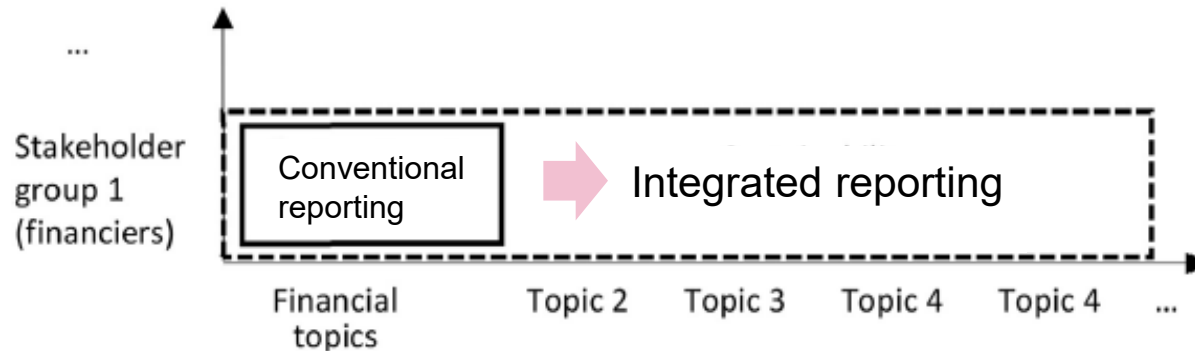 ...
Stakeholder
group 1
(financiers)
Conventional
reporting
Integrated reporting
Financial
topics
Topic 2
Topic 3
Topic 4
Topic 4
...